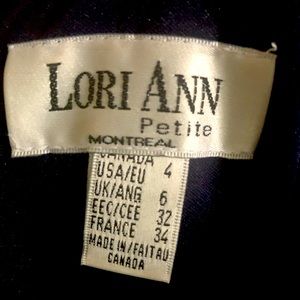 LORI ANN
Petite
MONTREAL
CANADA
USA/EU 4
UK/ANG 6
EEC/CEE 32
FRANCE 34
MADE IN/FAIT AU
CANADA